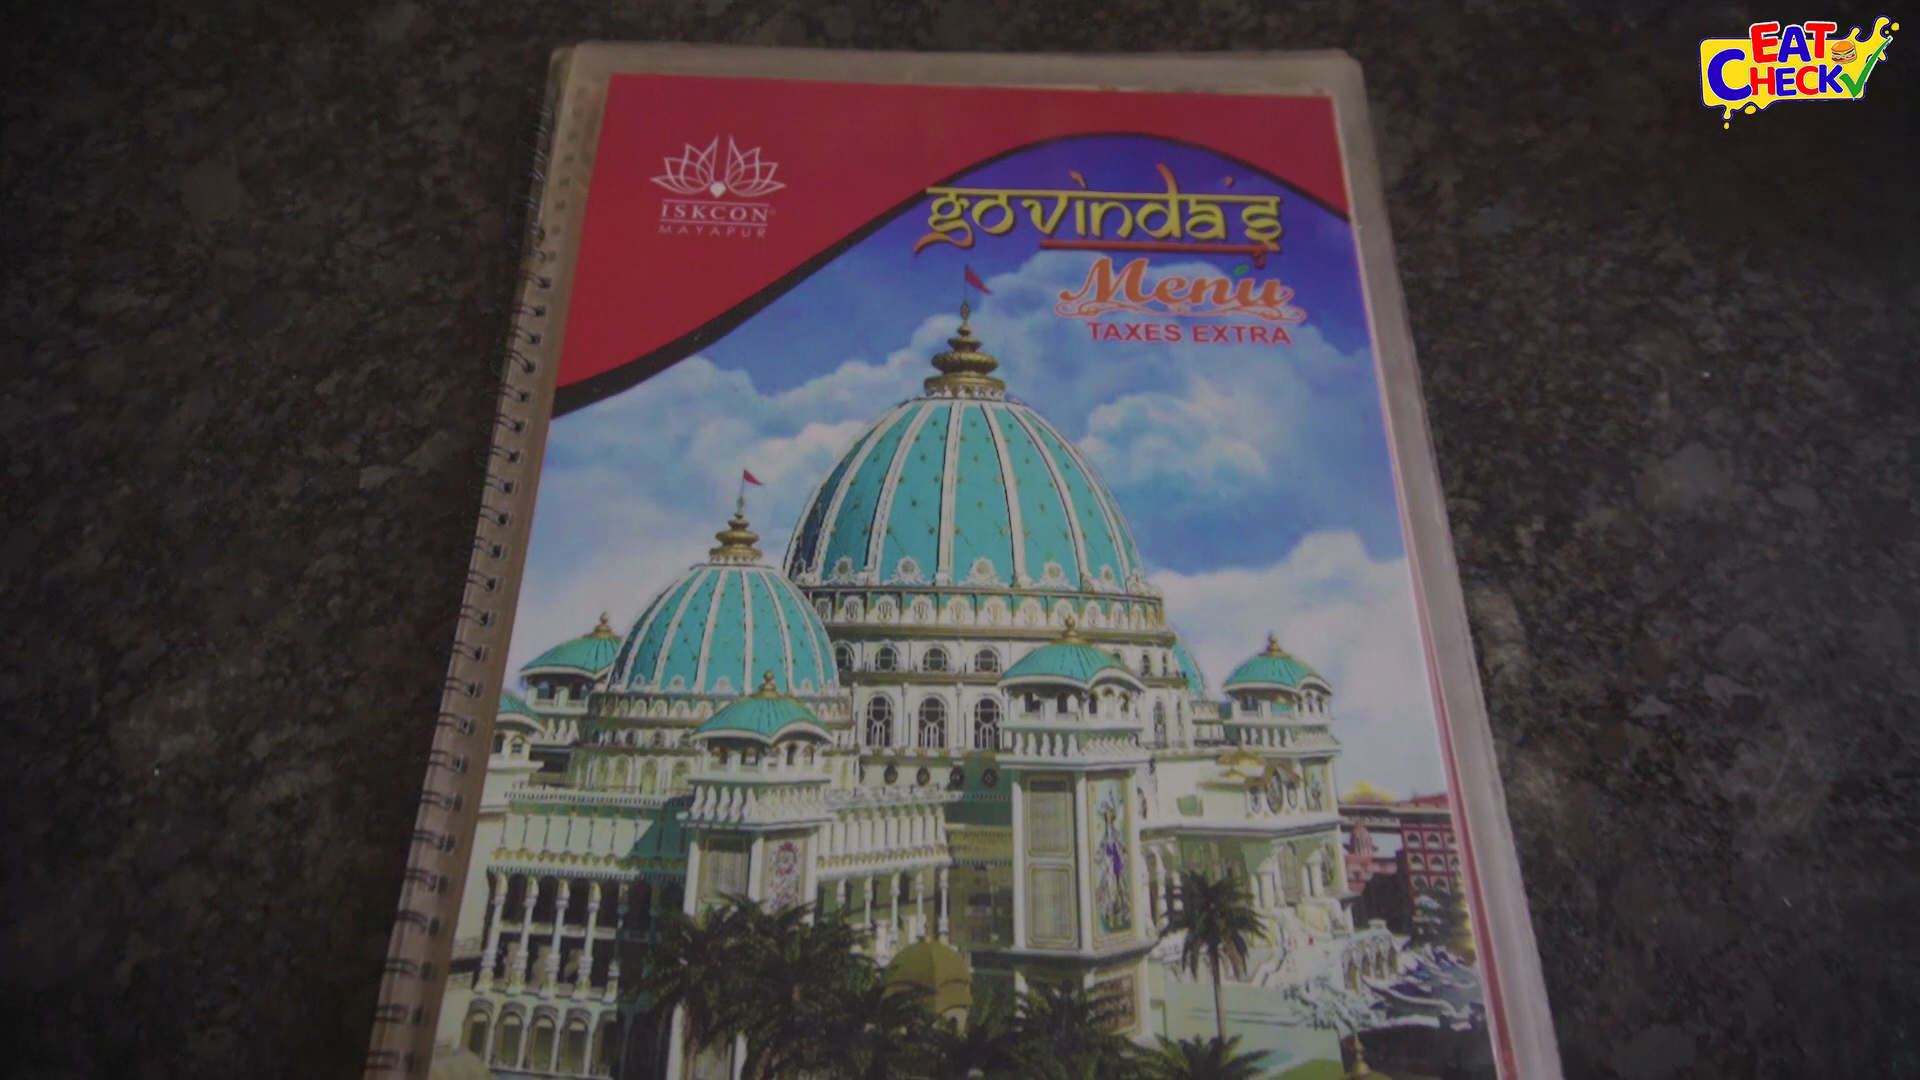 EAT
CHECK
ISKCON
MAYAPUR
govinda's
Menu
TAXES EXTRA